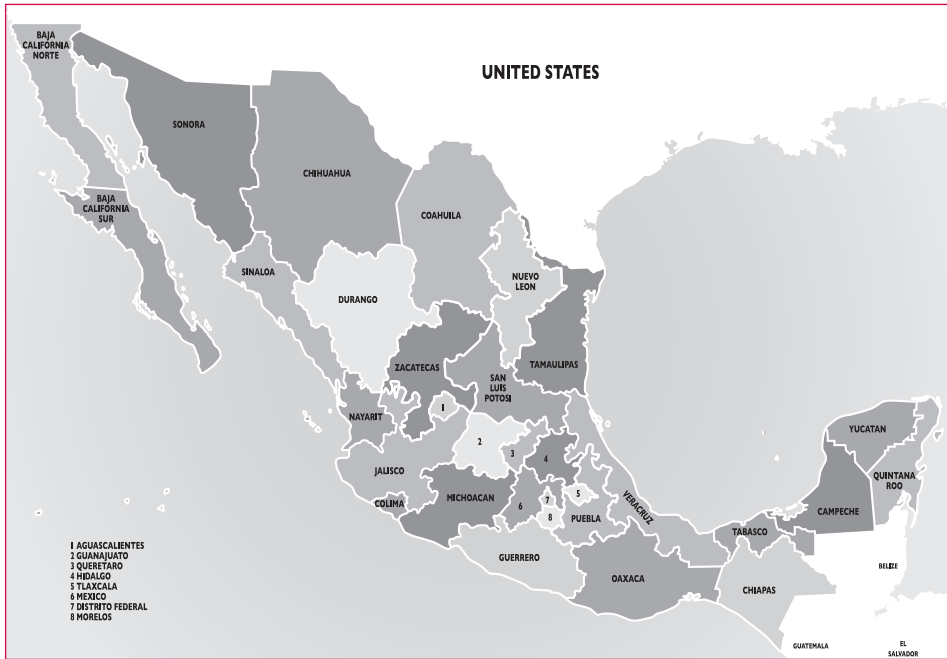 BAJA
CALIFORNIA
NORTE
UNITED STATES
SONORA
CHIHUAHUA
BAJA
CALIFORNIA
SUR
COAHUILA
SINALOA
NUEVO
LEON
DURANGO
ZACATECAS
TAMAULIPAS
SAN
LUIS
POTOSI
1
NAYARIT
2
3
4
YUCATAN
JALISCO
QUINTANA
ROO
COLIMA
MICHOACAN
5
6
7
8
PUEBLA
VERACRUZ
CAMPECHE
TABASCO
GUERRERO
OAXACA
CHIAPAS
BELIZE
1 AGUASCALIENTES
2 GUANAJUATO
3 QUERETARO
4 HIDALGO
5 TLAXCALA
6 MEXICO
7 DISTRITO FEDERAL
8 MORELOS
GUATEMALA
EL
SALVADOR